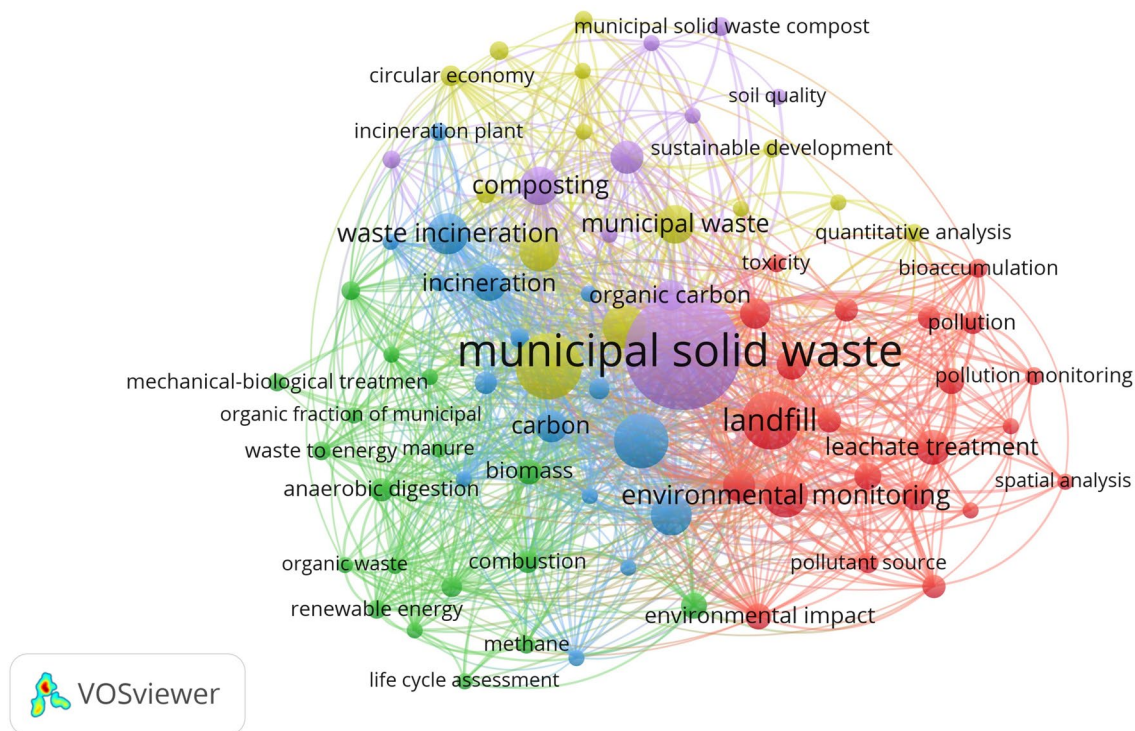 municipal solid waste compost
circular economy
soil quality
incineration plant
sustainable development
composting
municipal waste
waste incineration
quantitative analysis
toxicity
bioaccumulation
incineration
organic carbon
pollution
municipal solid waste
mechanical-biological treatmen
pollution monitoring
organic fraction of municipal
landfill
carbon
leachate treatment
waste to energy
manure
biomass
spatial analysis
anaerobic digestion
environmental monitoring
organic waste
combustion
pollutant source
renewable energy
environmental impact
methane
life cycle assessment
VOSviewer